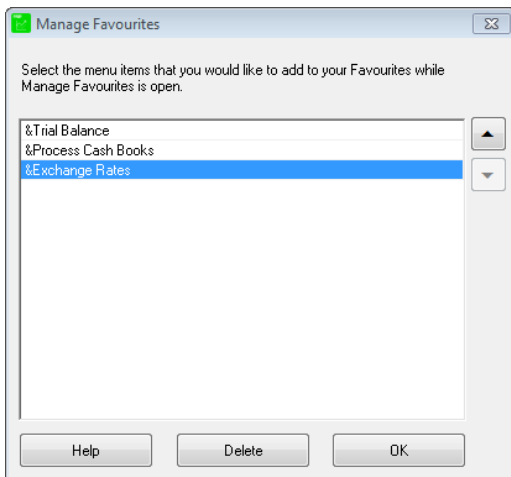 Manage Favourites
Select the menu items that you would like to add to your Favourites while
Manage Favourites is open.
&Trial Balance
&Process Cash Books
&Exchange Rates
Help
Delete
OK